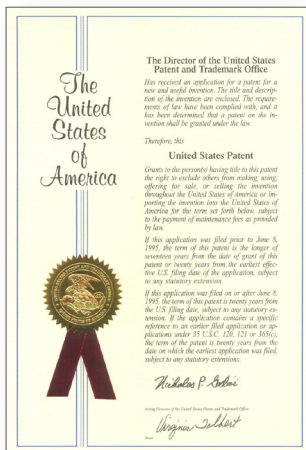 The
United
States
of
America
The Director of the United States
Patent and Trademark Office
Has received an application for a patent for a
new and useful invention. The title and descrip-
tion of the invention are enclosed. The require-
ments of law have been complied with, and it
has been determined that a patent on the in-
vention shall be granted under the law.
Therefore, this
United States Patent
Grants to the person(s) having title to this patent
the right to exclude others from making, using,
offering for sale, or selling the invention
throughout the United States of America or im-
porting the invention into the United States of
America for the term set forth below, subject
to the payment of maintenance fees as provided
by law.
If this application was filed prior to June 8,
1995, the term of this patent is the longer of
seventeen years from the date of grant of this
patent or twenty years from the earliest effec-
tive U.S. filing date of the application, subject
to any statutory extension.
If this application was filed on or after June 8,
1995, the term of this patent is twenty years from
the U.S. filing date, subject to any statutory ex-
tension. If the application contains a specific
reference to an earlier filed application or ap-
plications under 35 U.S.C. 120, 121 or 365(c),
the term of the patent is twenty years from the
date on which the earliest application was filed,
subject to any statutory extensions.
Nicholas P.
Acting Director of the United States Patent and Trademark Office
Virginia